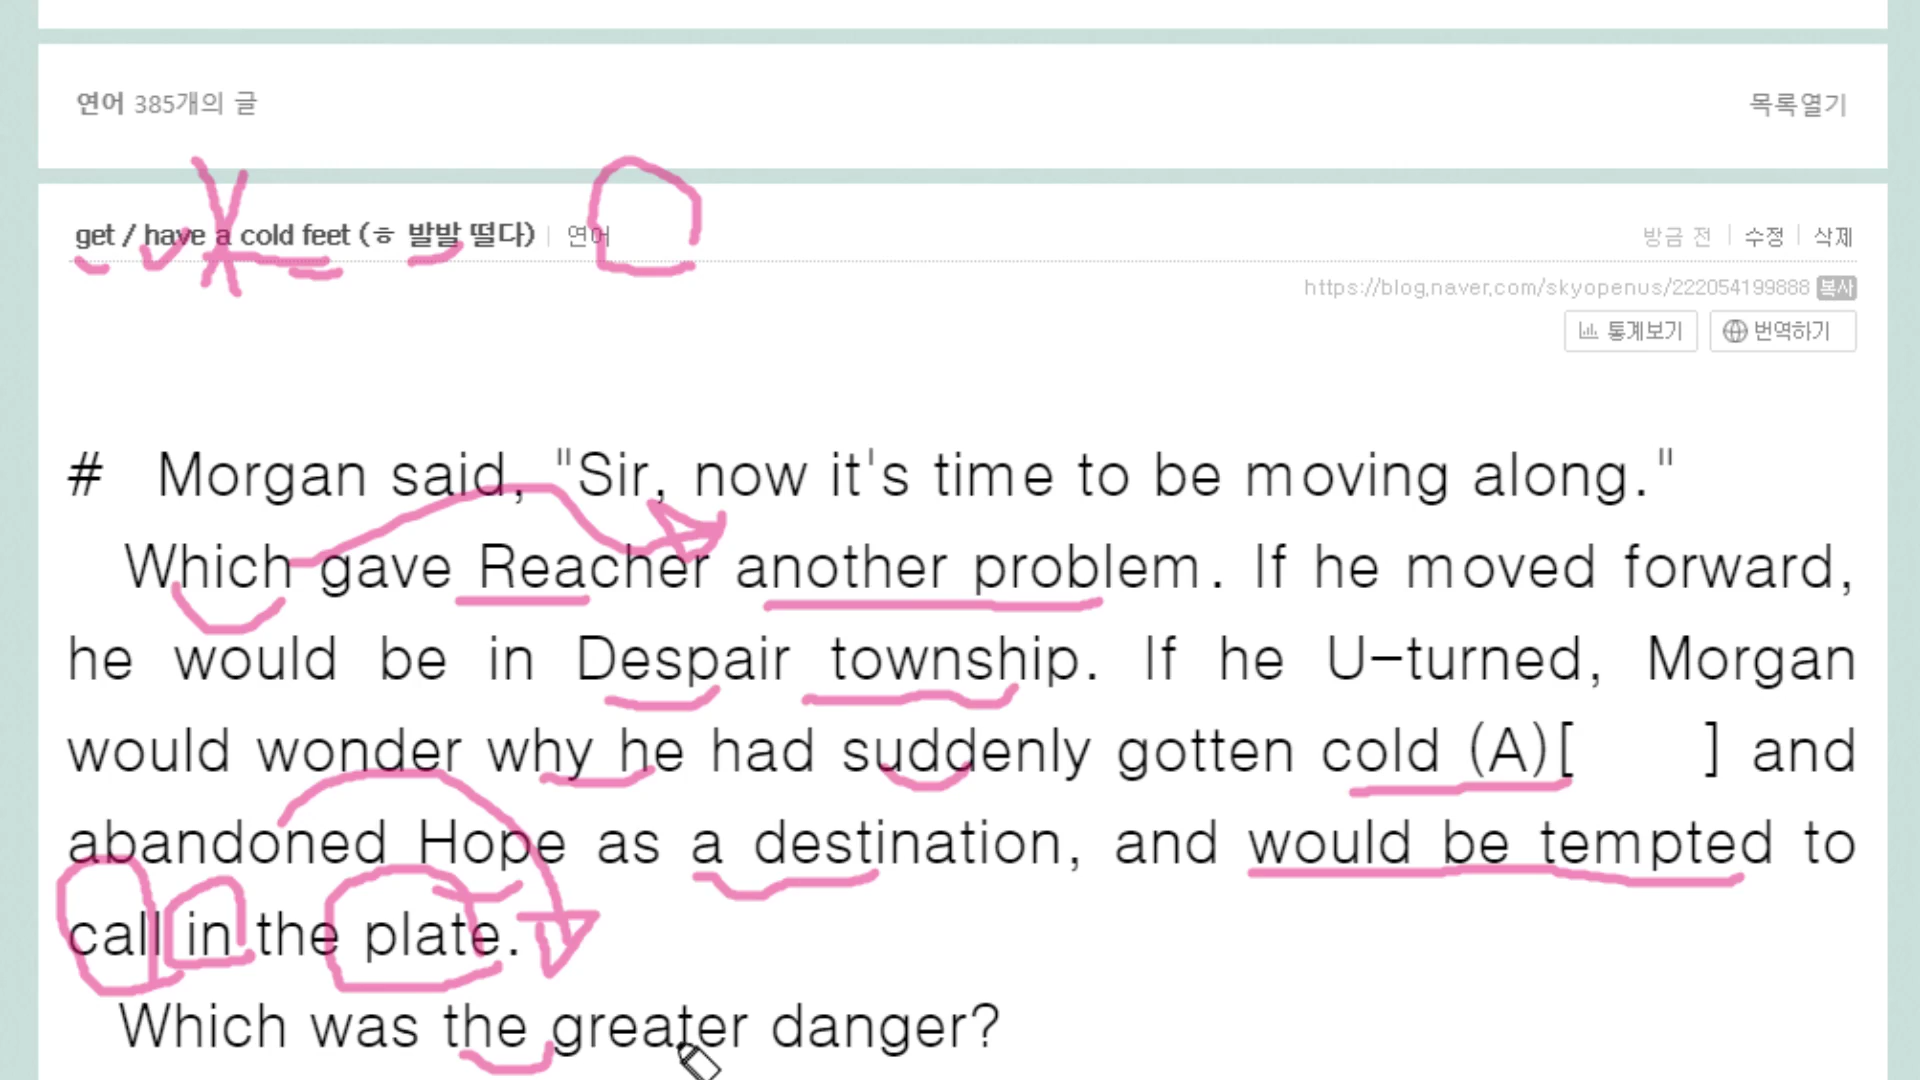 연어 385개의 글
목록열기
get / have a cold feet (ㅎ 발발 떨다) | 연어
방금 전 | 수정 | 삭제
https://blog.naver.com/skyopenus/222054199888 복사
통계보기 번역하기
# Morgan said, "Sir, now it's time to be moving along."
Which gave Reacher another problem. If he moved forward,
he would be in Despair township. If he U-turned, Morgan
would wonder why he had suddenly gotten cold (A)[ ] and
abandoned Hope as a destination, and would be tempted to
call in the plate.
Which was the greater danger?